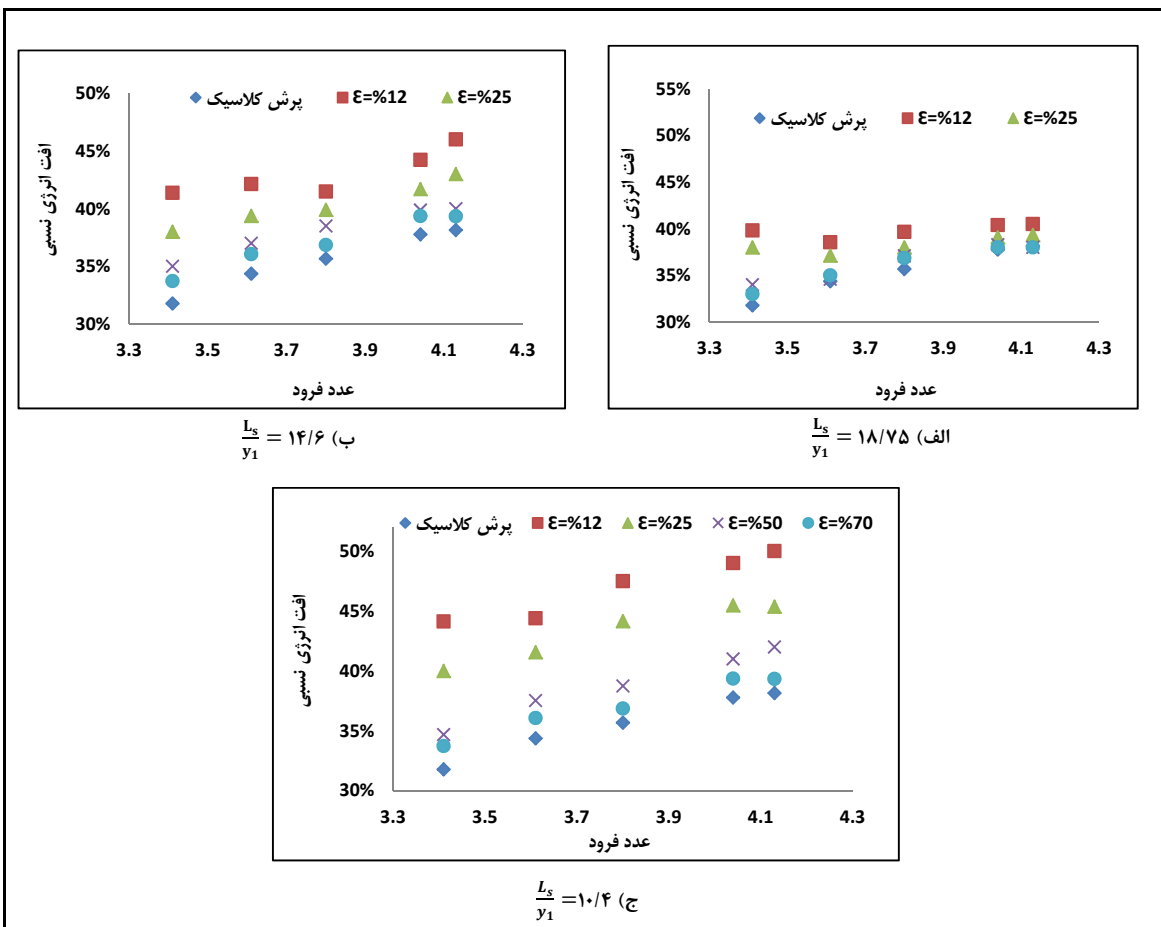 50%
45%
40%
35%
30%
3.3 3.5 3.7 3.9 4.1 4.3
پرش کلاسیک Ɛ=%12 Ɛ=%25
افت انرژی نسبی
عدد فرود
ب) Ls/y1 = ۱۴/۶
55%
50%
45%
40%
35%
30%
3.3 3.5 3.7 3.9 4.1 4.3
پرش کلاسیک Ɛ=%12 Ɛ=%25
افت انرژی نسبی
عدد فرود
الف) Ls/y1 = ۱۸/۷۵
50%
45%
40%
35%
30%
3.3 3.5 3.7 3.9 4.1 4.3
پرش کلاسیک Ɛ=%12 Ɛ=%25 Ɛ=%50 Ɛ=%70
افت انرژی نسبی
عدد فرود
ج) Ls/y1 =۱۰/۴